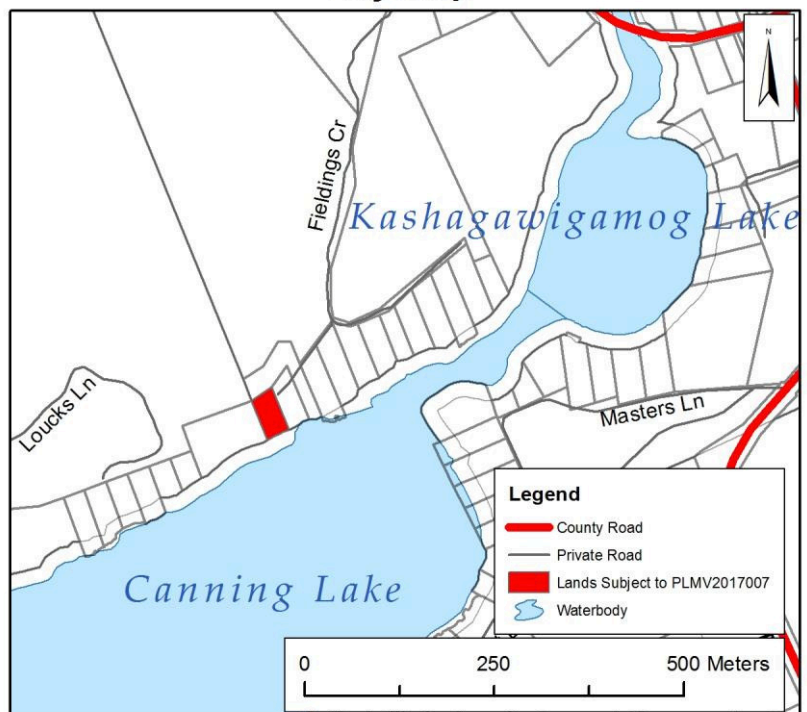 N
Fieldings Cr
Kashagawigamog Lake
Loucks Ln
Masters Ln
Canning Lake
Legend
County Road
Private Road
Lands Subject to PLMV2017007
Waterbody
0 250 500 Meters